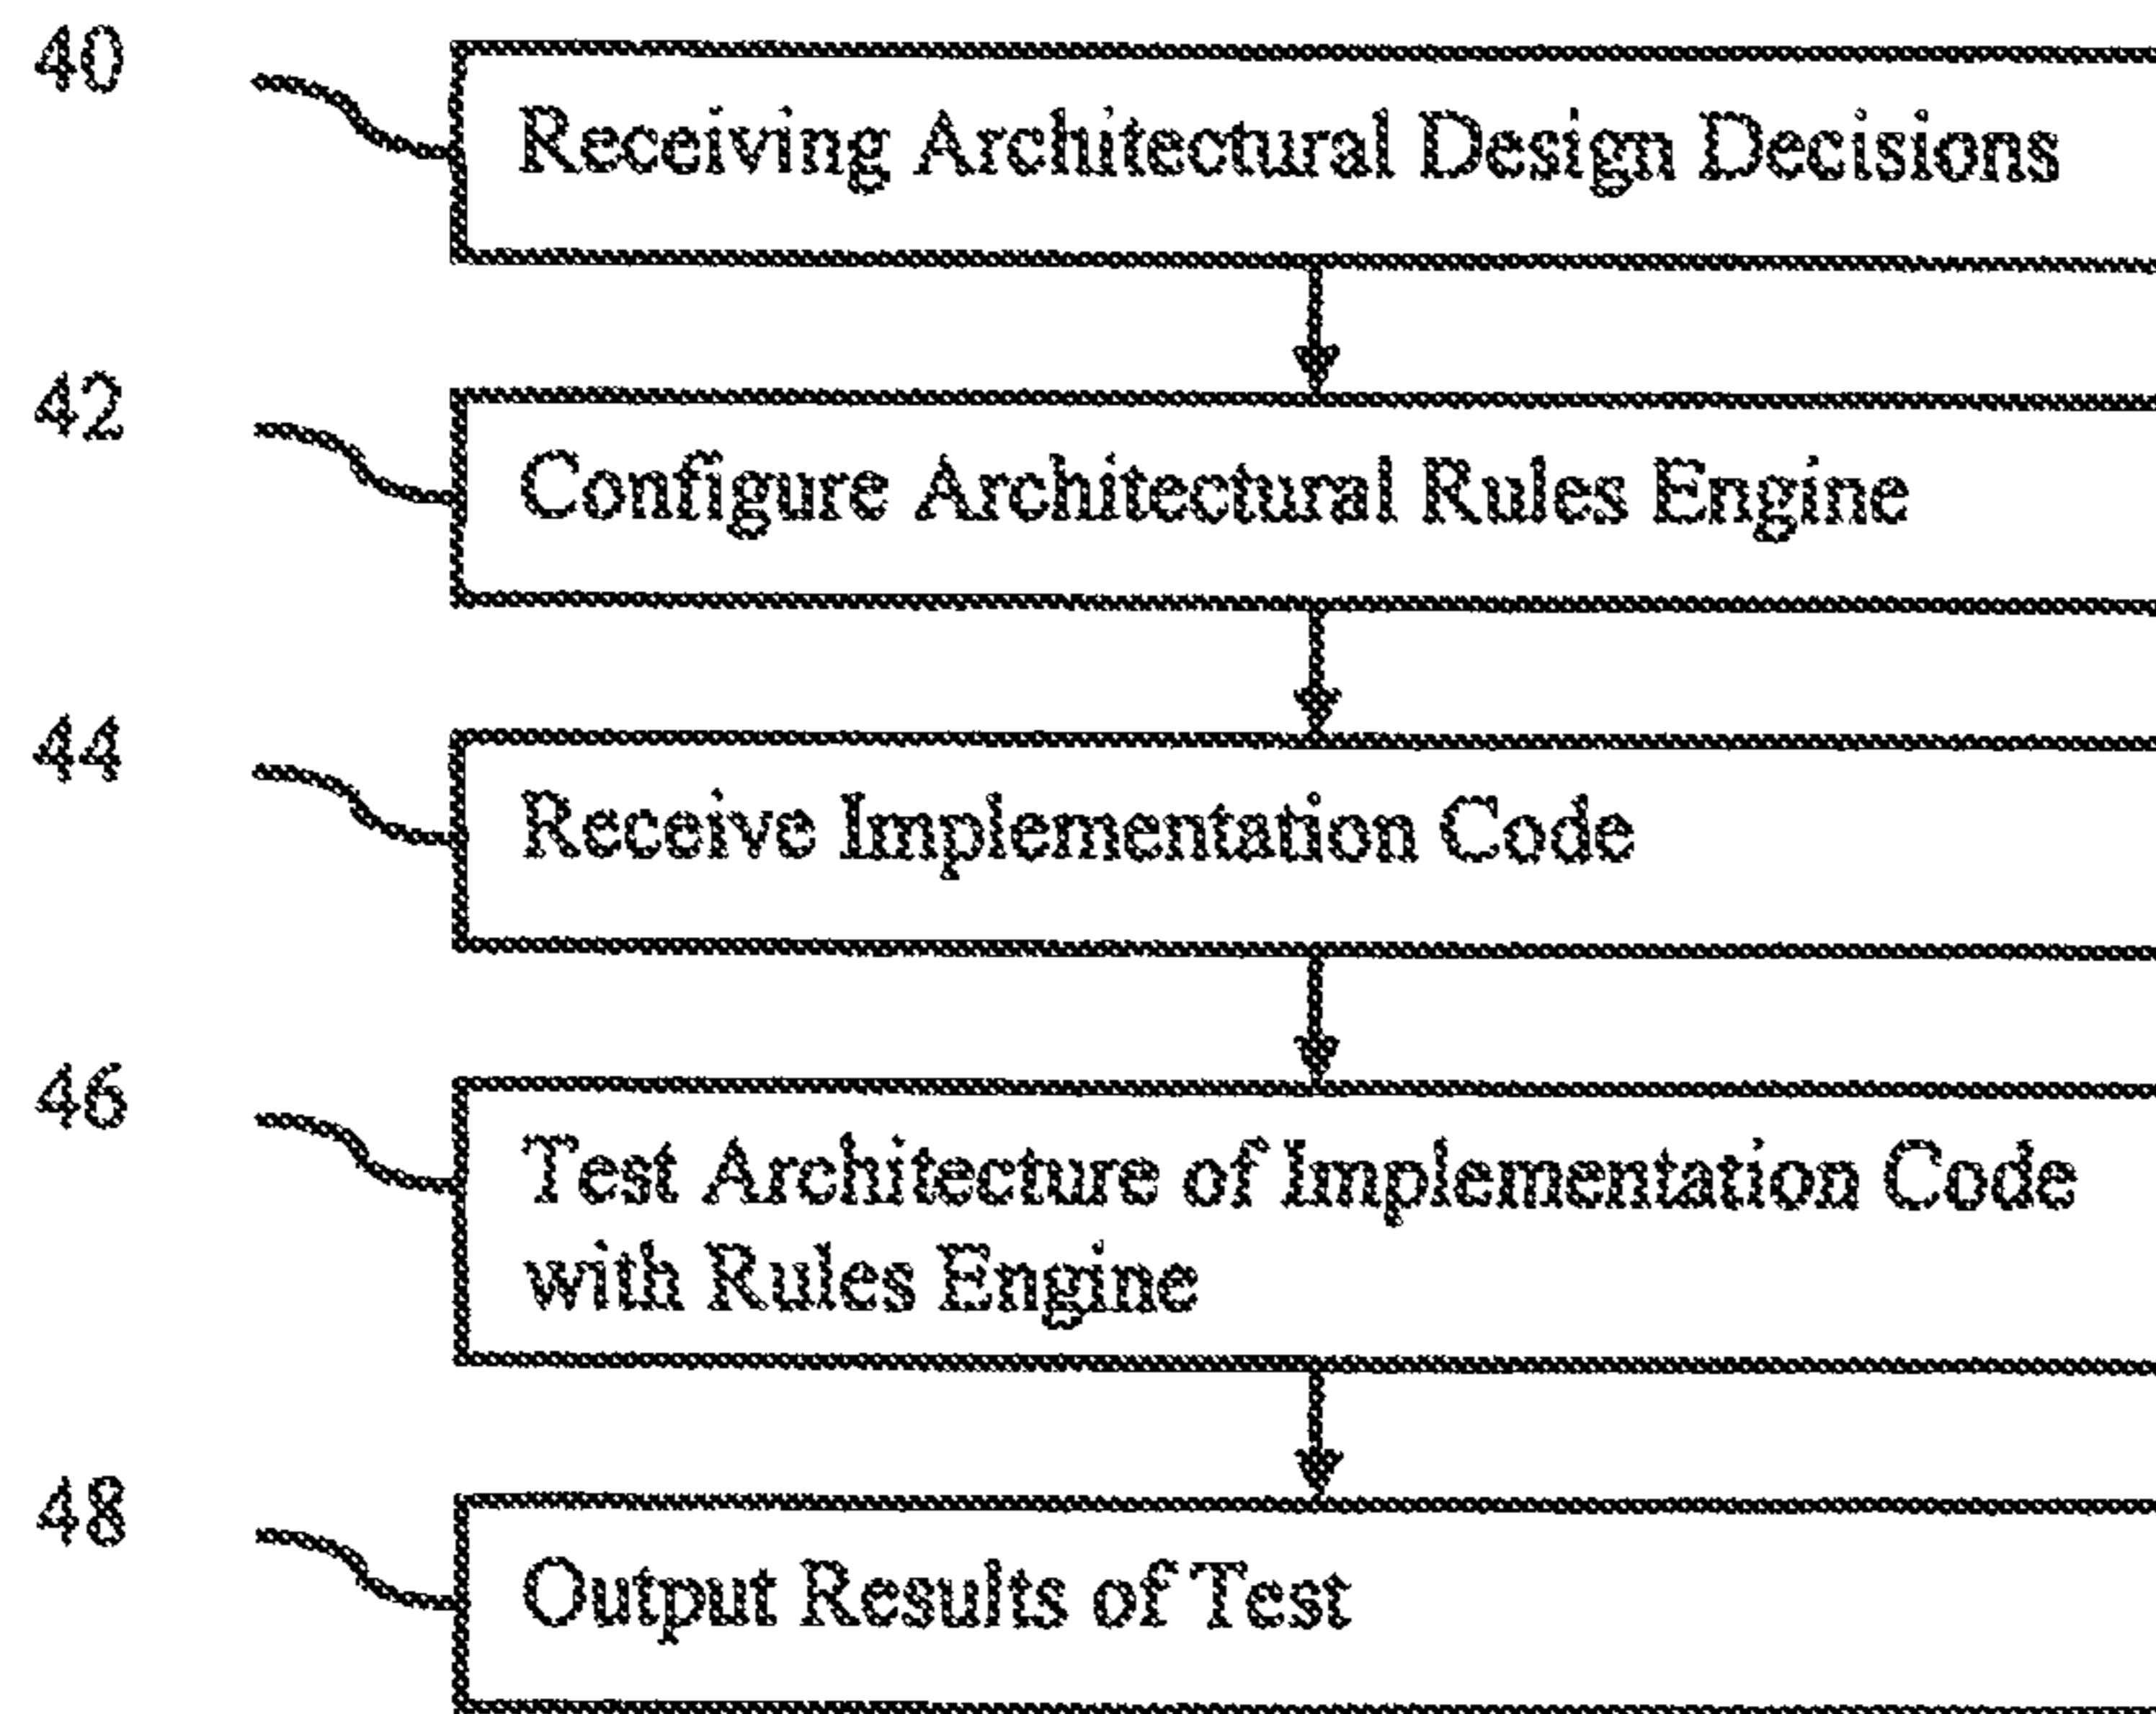 40
Receiving Architectural Design Decisions
42
Configure Architectural Rules Engine
44
Receive Implementation Code
46
Test Architecture of Implementation Code
with Rules Engine
48
Output Results of Test